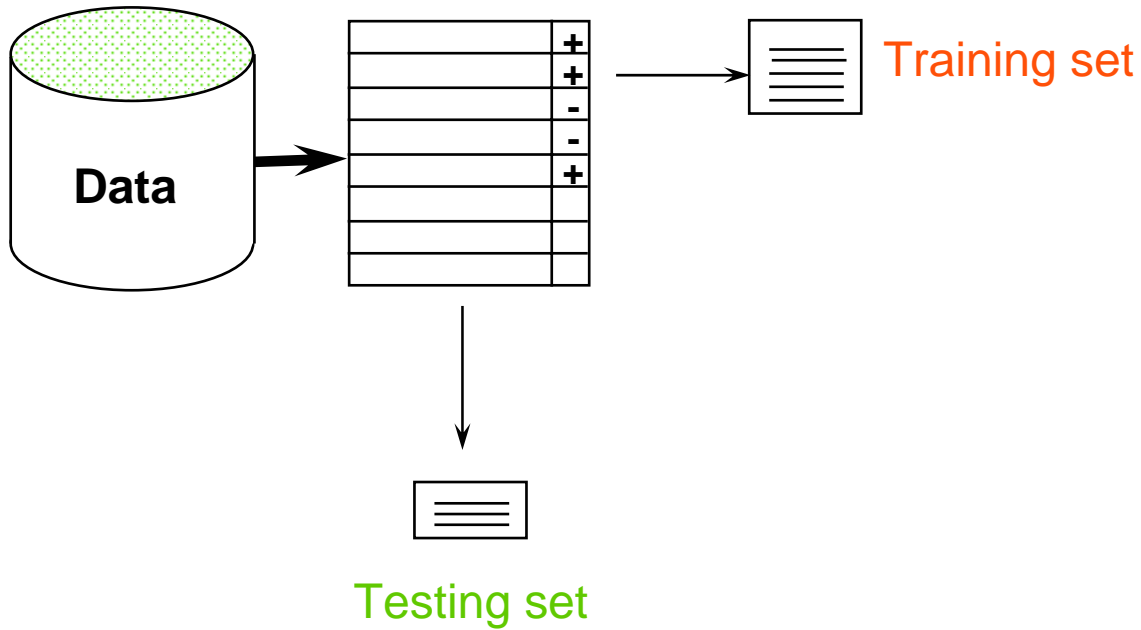 Data
+
+
-
-
+
Training set
Testing set